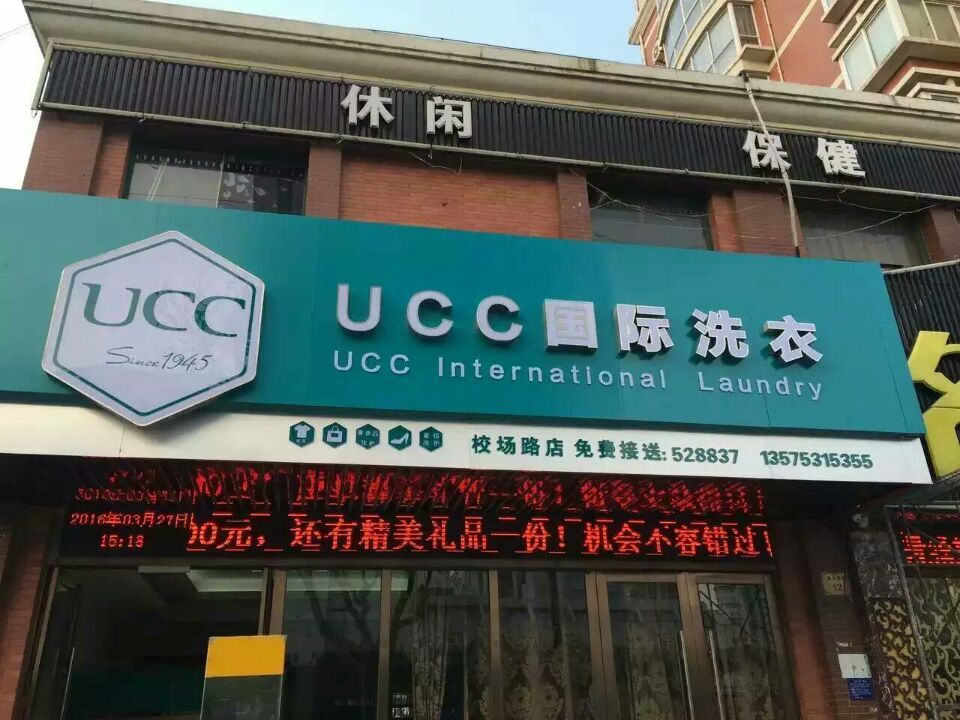 休闲
保健
UCC
Since 1945
UCC国际洗衣
UCC International Laundry
校场路店 免费接送: 528837 13575315355
2016年03月27日
15:18
00元，还有精美礼品一份！机会不容错过！